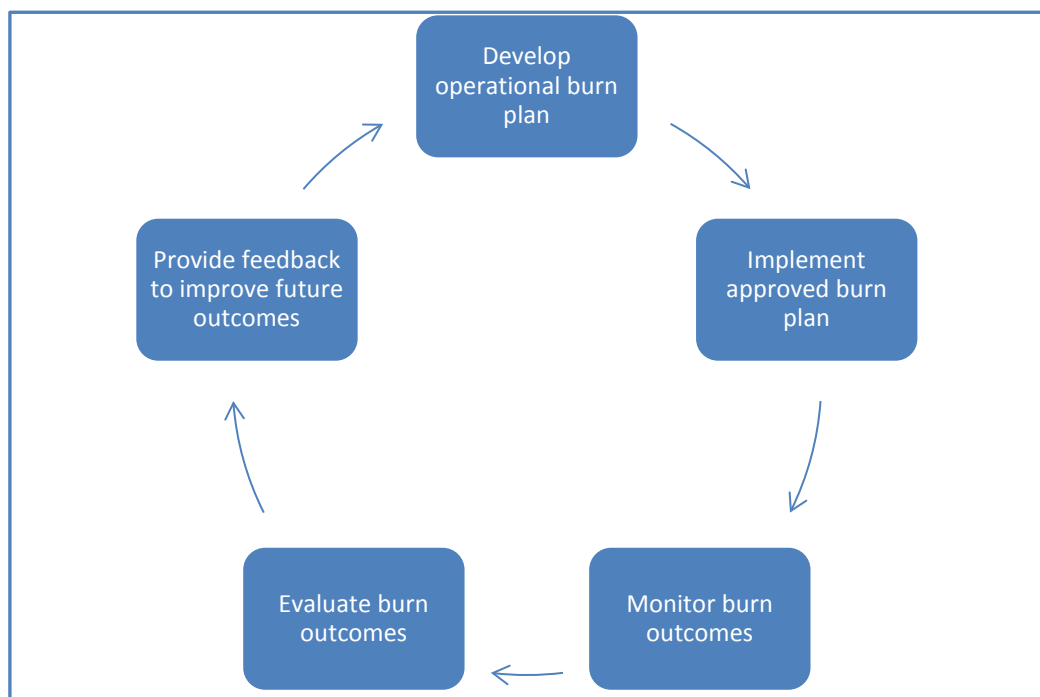 Develop
operational burn
plan
Implement
approved burn
plan
Monitor burn
outcomes
Evaluate burn
outcomes
Provide feedback
to improve future
outcomes